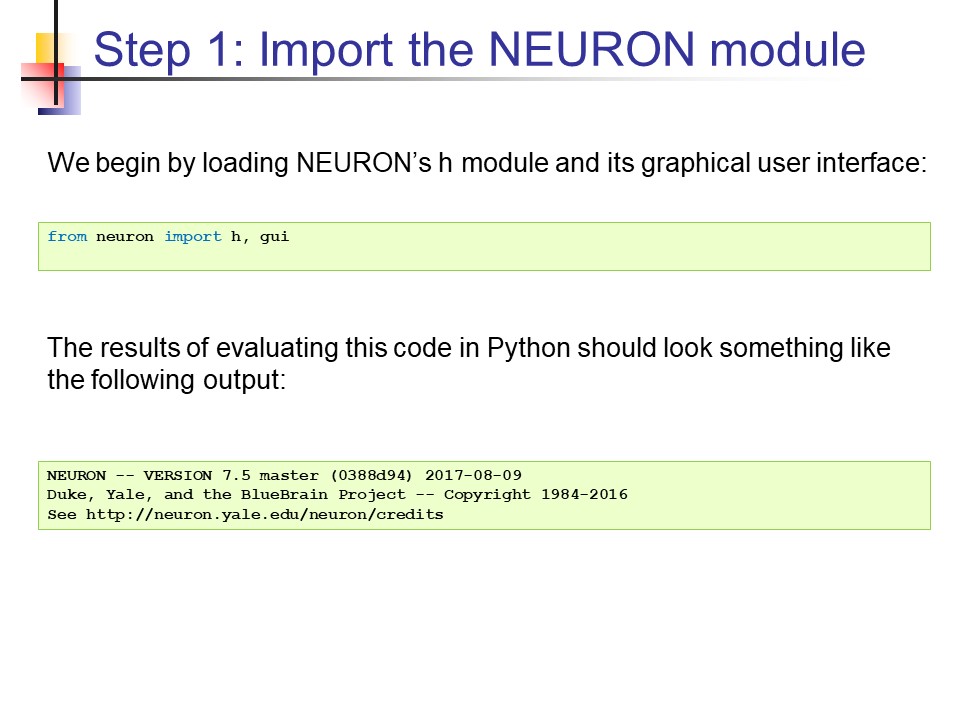 Step 1: Import the NEURON module
We begin by loading NEURON’s h module and its graphical user interface:
from neuron import h, gui
The results of evaluating this code in Python should look something like
the following output:
NEURON -- VERSION 7.5 master (0388d94) 2017-08-09
Duke, Yale, and the BlueBrain Project -- Copyright 1984-2016
See http://neuron.yale.edu/neuron/credits